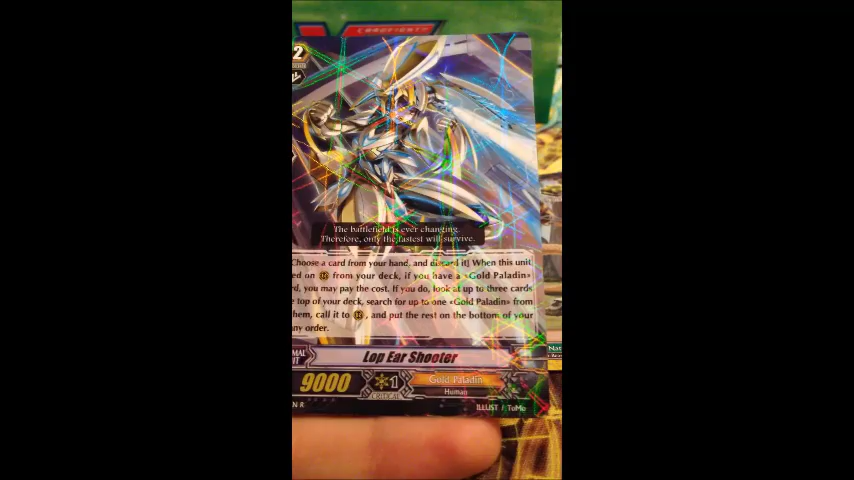 2
The battlefield is ever changing.
Therefore, only the fastest will survive.
Choose a card from your hand, and discard it] When this unit
ed on from your deck, if you have a «Gold Paladin»
rd, you may pay the cost. If you do, look at up to three cards
top of your deck, search for up to one «Gold Paladin» from
hem, call it to , and put the rest on the bottom of your
ny order.
Lop Ear Shooter
9000
1
CRITICAL
Gold Paladin
Human
N R
ILLUST / ToMo